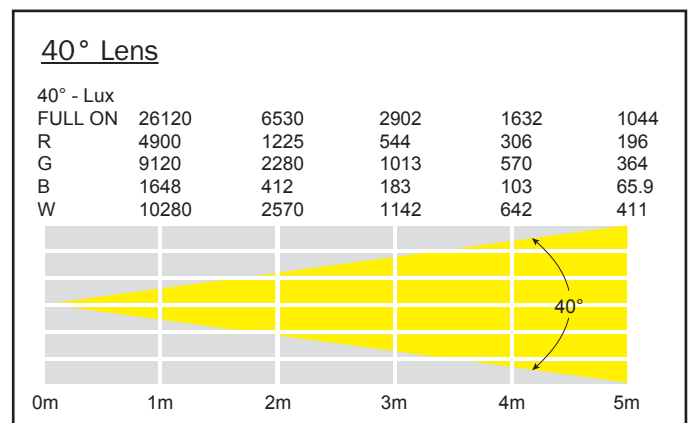 40° Lens
40° - Lux
FULL ON 26120 6530 2902 1632 1044
R 4900 1225 544 306 196
G 9120 2280 1013 570 364
B 1648 412 183 103 65.9
W 10280 2570 1142 642 411
40°
0m 1m 2m 3m 4m 5m